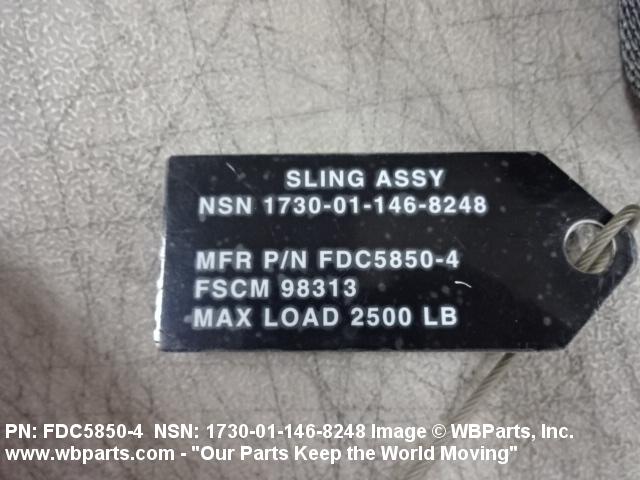 SLING ASSY
NSN 1730-01-146-8248
MFR P/N FDC5850-4
FSCM 98313
MAX LOAD 2500 LB
PN: FDC5850-4 NSN: 1730-01-146-8248 Image © WBParts, Inc.
www.wbparts.com - "Our Parts Keep the World Moving"